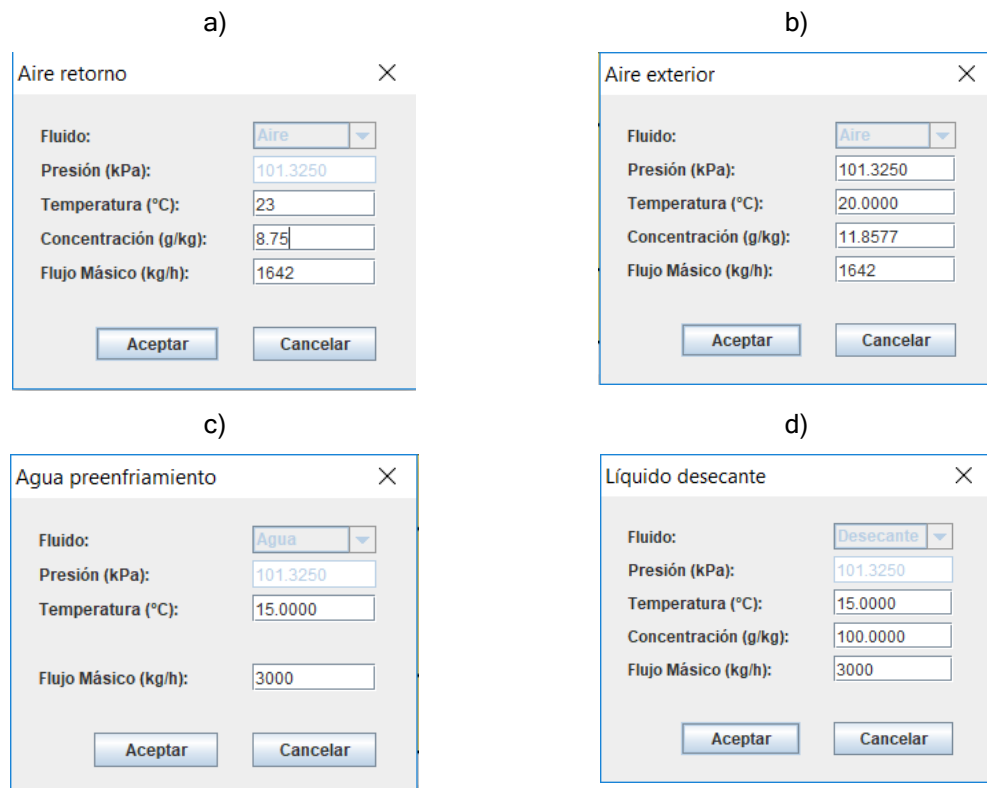 a)
Aire retorno
Fluido: Aire
Presión (kPa): 101.3250
Temperatura (°C): 23
Concentración (g/kg): 8.75
Flujo Másico (kg/h): 1642
Aceptar Cancelar
b)
Aire exterior
Fluido: Aire
Presión (kPa): 101.3250
Temperatura (°C): 20.0000
Concentración (g/kg): 11.8577
Flujo Másico (kg/h): 1642
Aceptar Cancelar
c)
Agua preenfriamiento
Fluido: Agua
Presión (kPa): 101.3250
Temperatura (°C): 15.0000
Flujo Másico (kg/h): 3000
Aceptar Cancelar
d)
Líquido desecante
Fluido: Desecante
Presión (kPa): 101.3250
Temperatura (°C): 15.0000
Concentración (g/kg): 100.0000
Flujo Másico (kg/h): 3000
Aceptar Cancelar